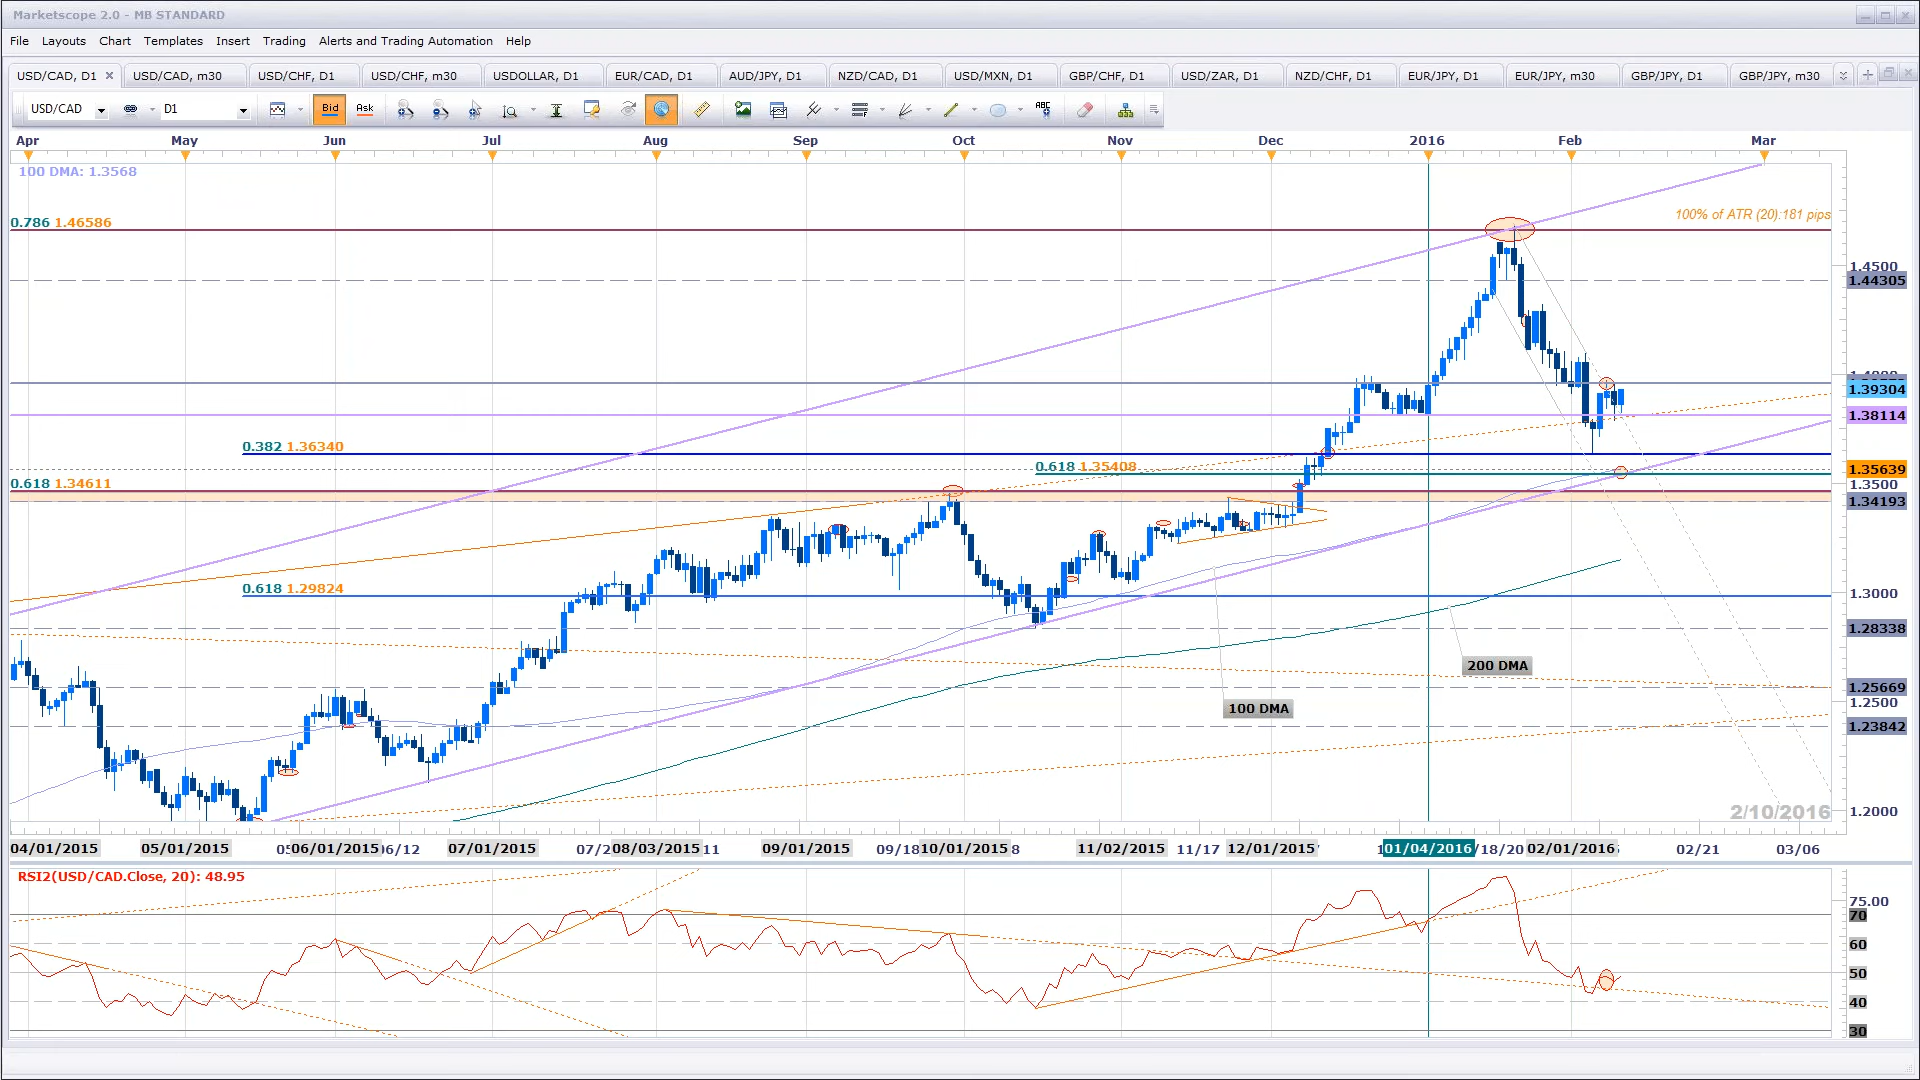 Marketscope 2.0 - MB STANDARD
File Layouts Chart Templates Insert Trading Alerts and Trading Automation Help
USD/CAD, D1 USD/CAD, m30 USD/CHF, D1 USD/CHF, m30 USDOLLAR, D1 EUR/CAD, D1 AUD/JPY, D1 NZD/CAD, D1 USD/MXN, D1 GBP/CHF, D1 USD/ZAR, D1 NZD/CHF, D1 EUR/JPY, D1 EUR/JPY, m30 GBP/JPY, D1 GBP/JPY, m30
USD/CAD D1 Bid Ask ABC
Apr May Jun Jul Aug Sep Oct Nov Dec 2016 Feb Mar
100 DMA: 1.3568
100% of ATR (20):181 pips
0.786 1.46586
1.4500
1.44305
1.39304
1.38114
0.382 1.36340
0.618 1.35408
1.35639
0.618 1.34611
1.3500
1.34193
0.618 1.29824
1.3000
1.28338
200 DMA
1.25669
1.2500
100 DMA
1.23842
2/10/2016
1.2000
04/01/2015 05/01/2015 06/01/2015 06/12 07/01/2015 08/03/2015 11 09/01/2015 09/18 10/01/2015 8 11/02/2015 11/17 12/01/2015 01/04/2016 /18/20 02/01/2016 02/21 03/06
RSI2(USD/CAD.Close, 20): 48.95
75.00
70
60
50
40
30